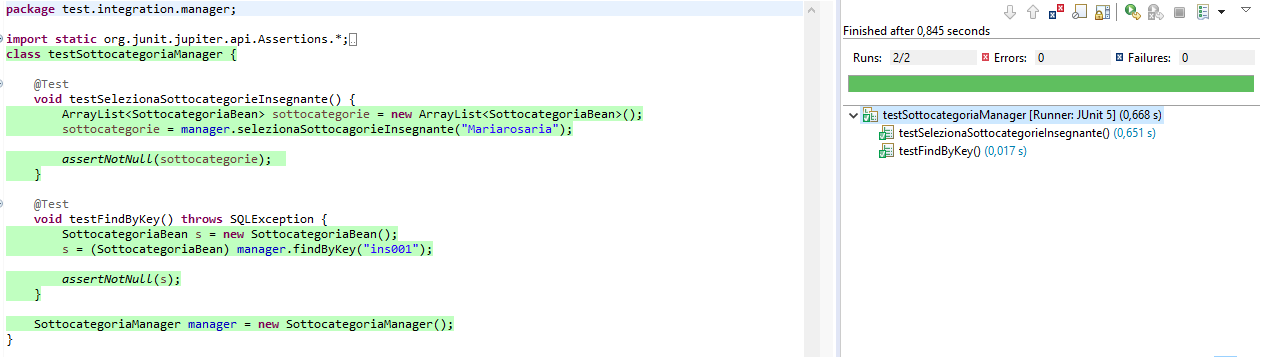 package test.integration.manager;
import static org.junit.jupiter.api.Assertions.*;
class testSottocategoriaManager {
@Test
void testSelezionaSottocategorieInsegnante() {
ArrayList<SottocategoriaBean> sottocategorie = new ArrayList<SottocategoriaBean>();
sottocategorie = manager.selezionaSottocagorieInsegnante("Mariarosaria");
assertNotNull(sottocategorie);
}
@Test
void testFindByKey() throws SQLException {
SottocategoriaBean s = new SottocategoriaBean();
s = (SottocategoriaBean) manager.findByKey("ins001");
assertNotNull(s);
}
SottocategoriaManager manager = new SottocategoriaManager();
}
Finished after 0,845 seconds
Runs: 2/2 Errors: 0 Failures: 0
testSottocategoriaManager [Runner: JUnit 5] (0,668 s)
testSelezionaSottocategorieInsegnante() (0,651 s)
testFindByKey() (0,017 s)